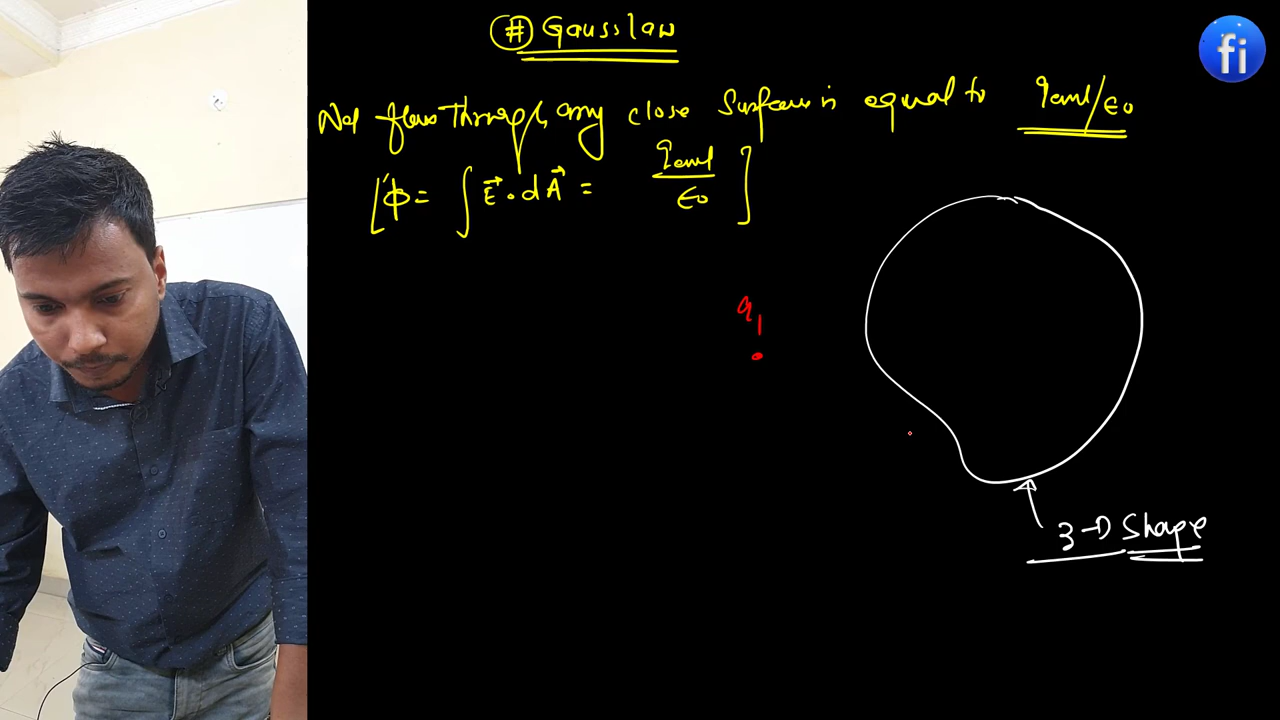 # Gauss law
Net flux through any close Surface is equal to qencl/ϵ0
[ϕ = ∫ E⃗ . dA⃗ = qencl/ϵ0]
q1
3-D Shape
fi